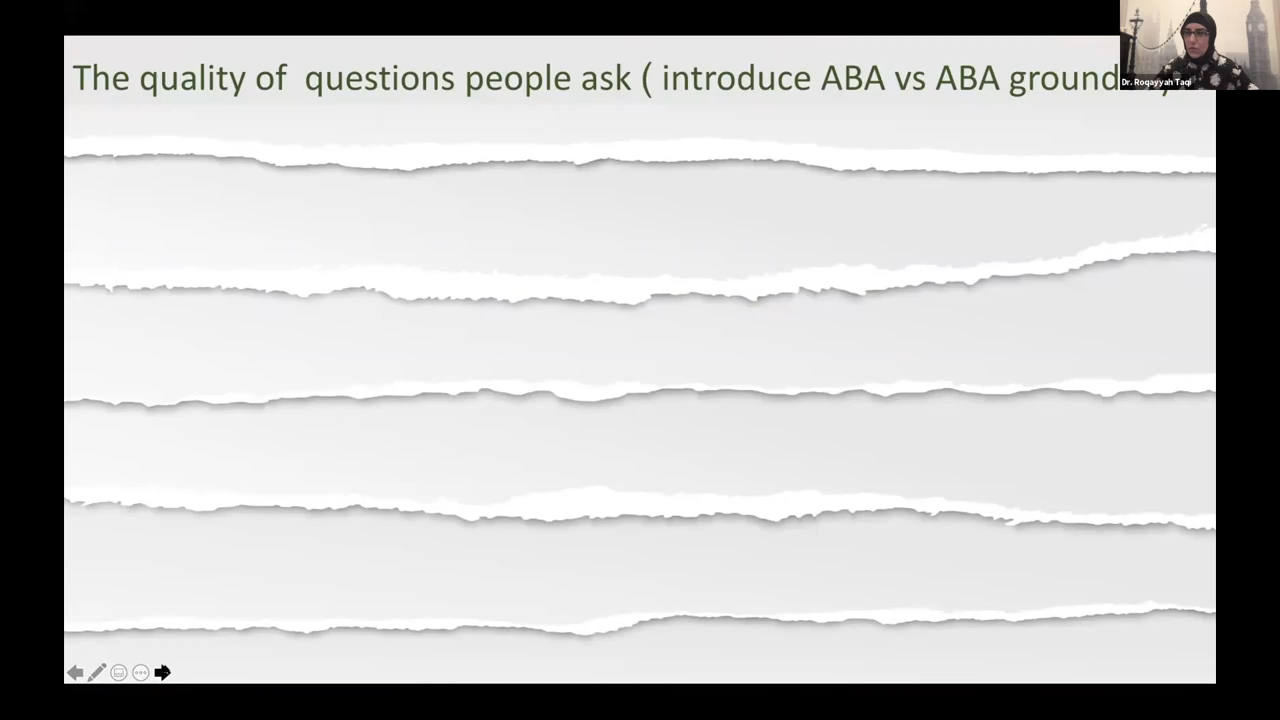 The quality of questions people ask ( introduce ABA vs ABA ground
Dr. Roqayyah Taqi